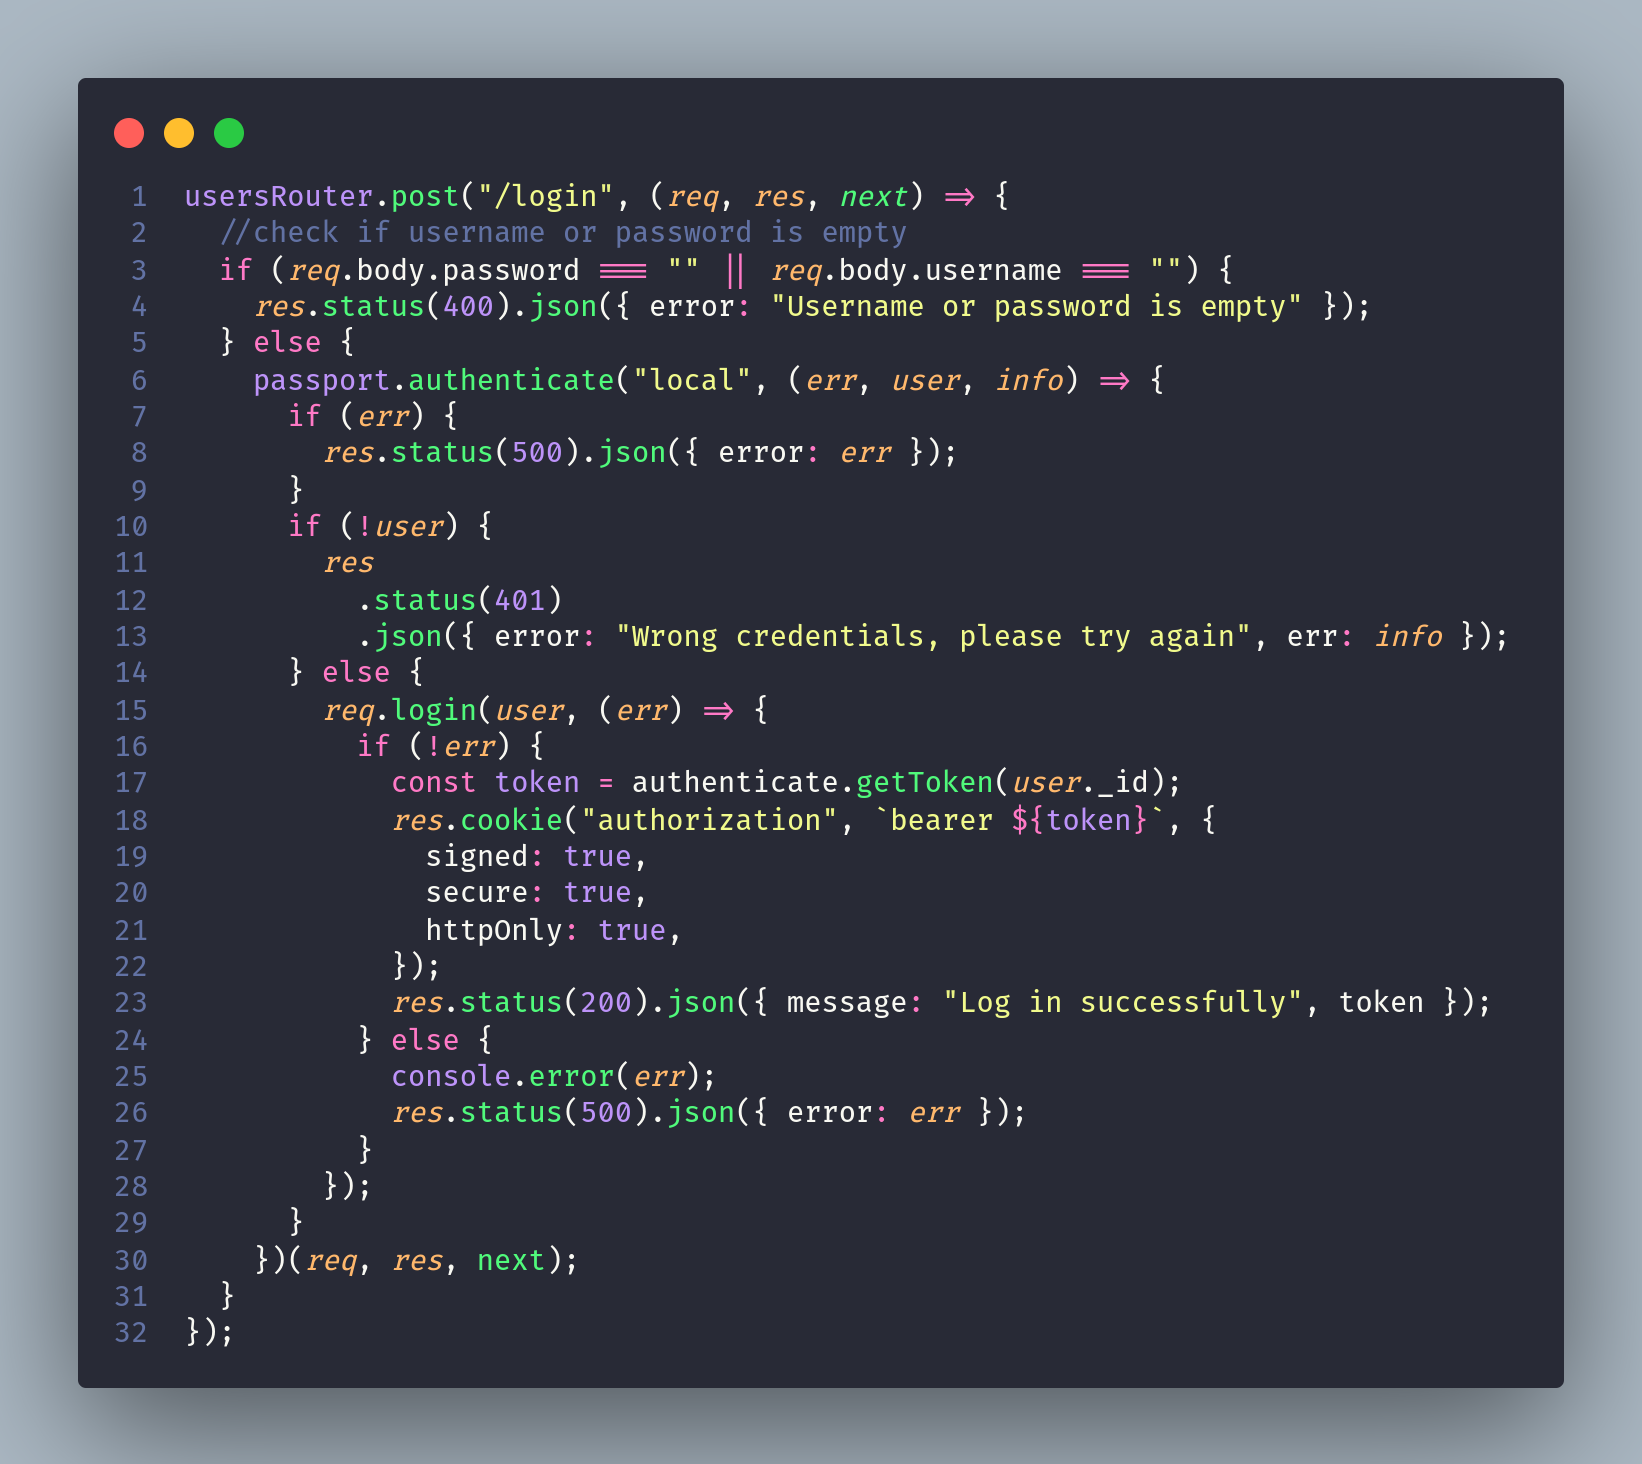 1 usersRouter.post("/login", (req, res, next) => {
2   //check if username or password is empty
3   if (req.body.password === "" || req.body.username === "") {
4     res.status(400).json({ error: "Username or password is empty" });
5   } else {
6     passport.authenticate("local", (err, user, info) => {
7       if (err) {
8         res.status(500).json({ error: err });
9       }
10       if (!user) {
11         res
12           .status(401)
13           .json({ error: "Wrong credentials, please try again", err: info });
14       } else {
15         req.login(user, (err) => {
16           if (!err) {
17             const token = authenticate.getToken(user._id);
18             res.cookie("authorization", `bearer ${token}`, {
19               signed: true,
20               secure: true,
21               httpOnly: true,
22             });
23             res.status(200).json({ message: "Log in successfully", token });
24           } else {
25             console.error(err);
26             res.status(500).json({ error: err });
27           }
28         });
29       }
30     })(req, res, next);
31   }
32 });